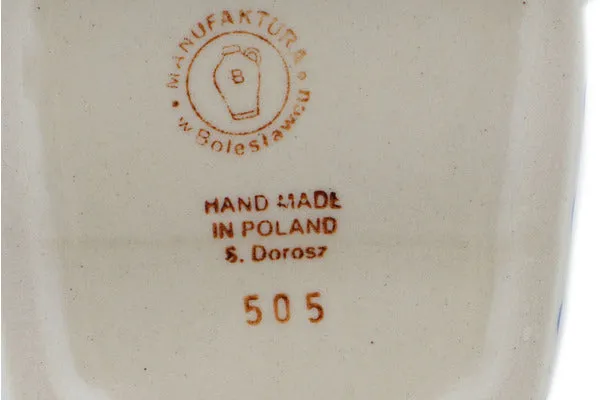 MANUFAKTURA
w Bolesławcu
B
HAND MADE
IN POLAND
S. Dorosz
505